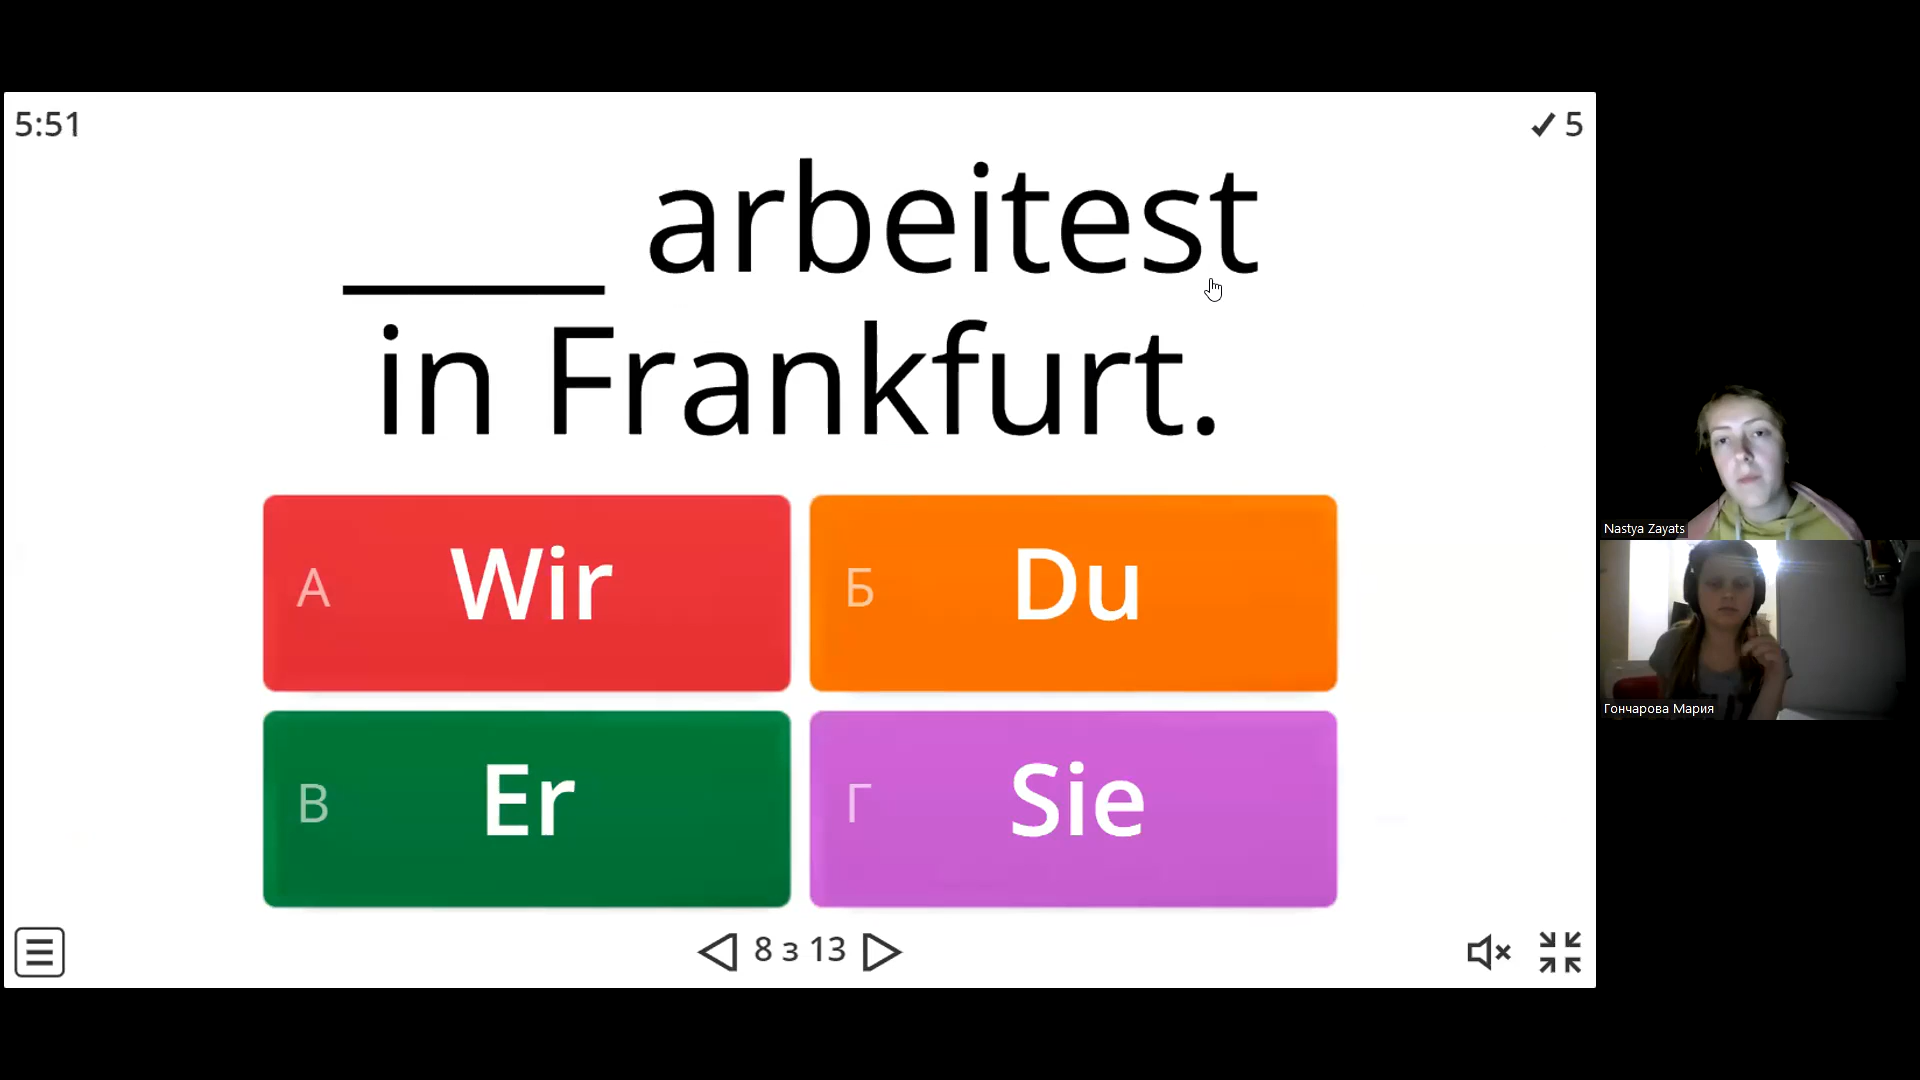 5:51
✓ 5
____ arbeitest
in Frankfurt.
А Wir
Б Du
В Er
Г Sie
8 з 13
Nastya Zayats
Гончарова Мария